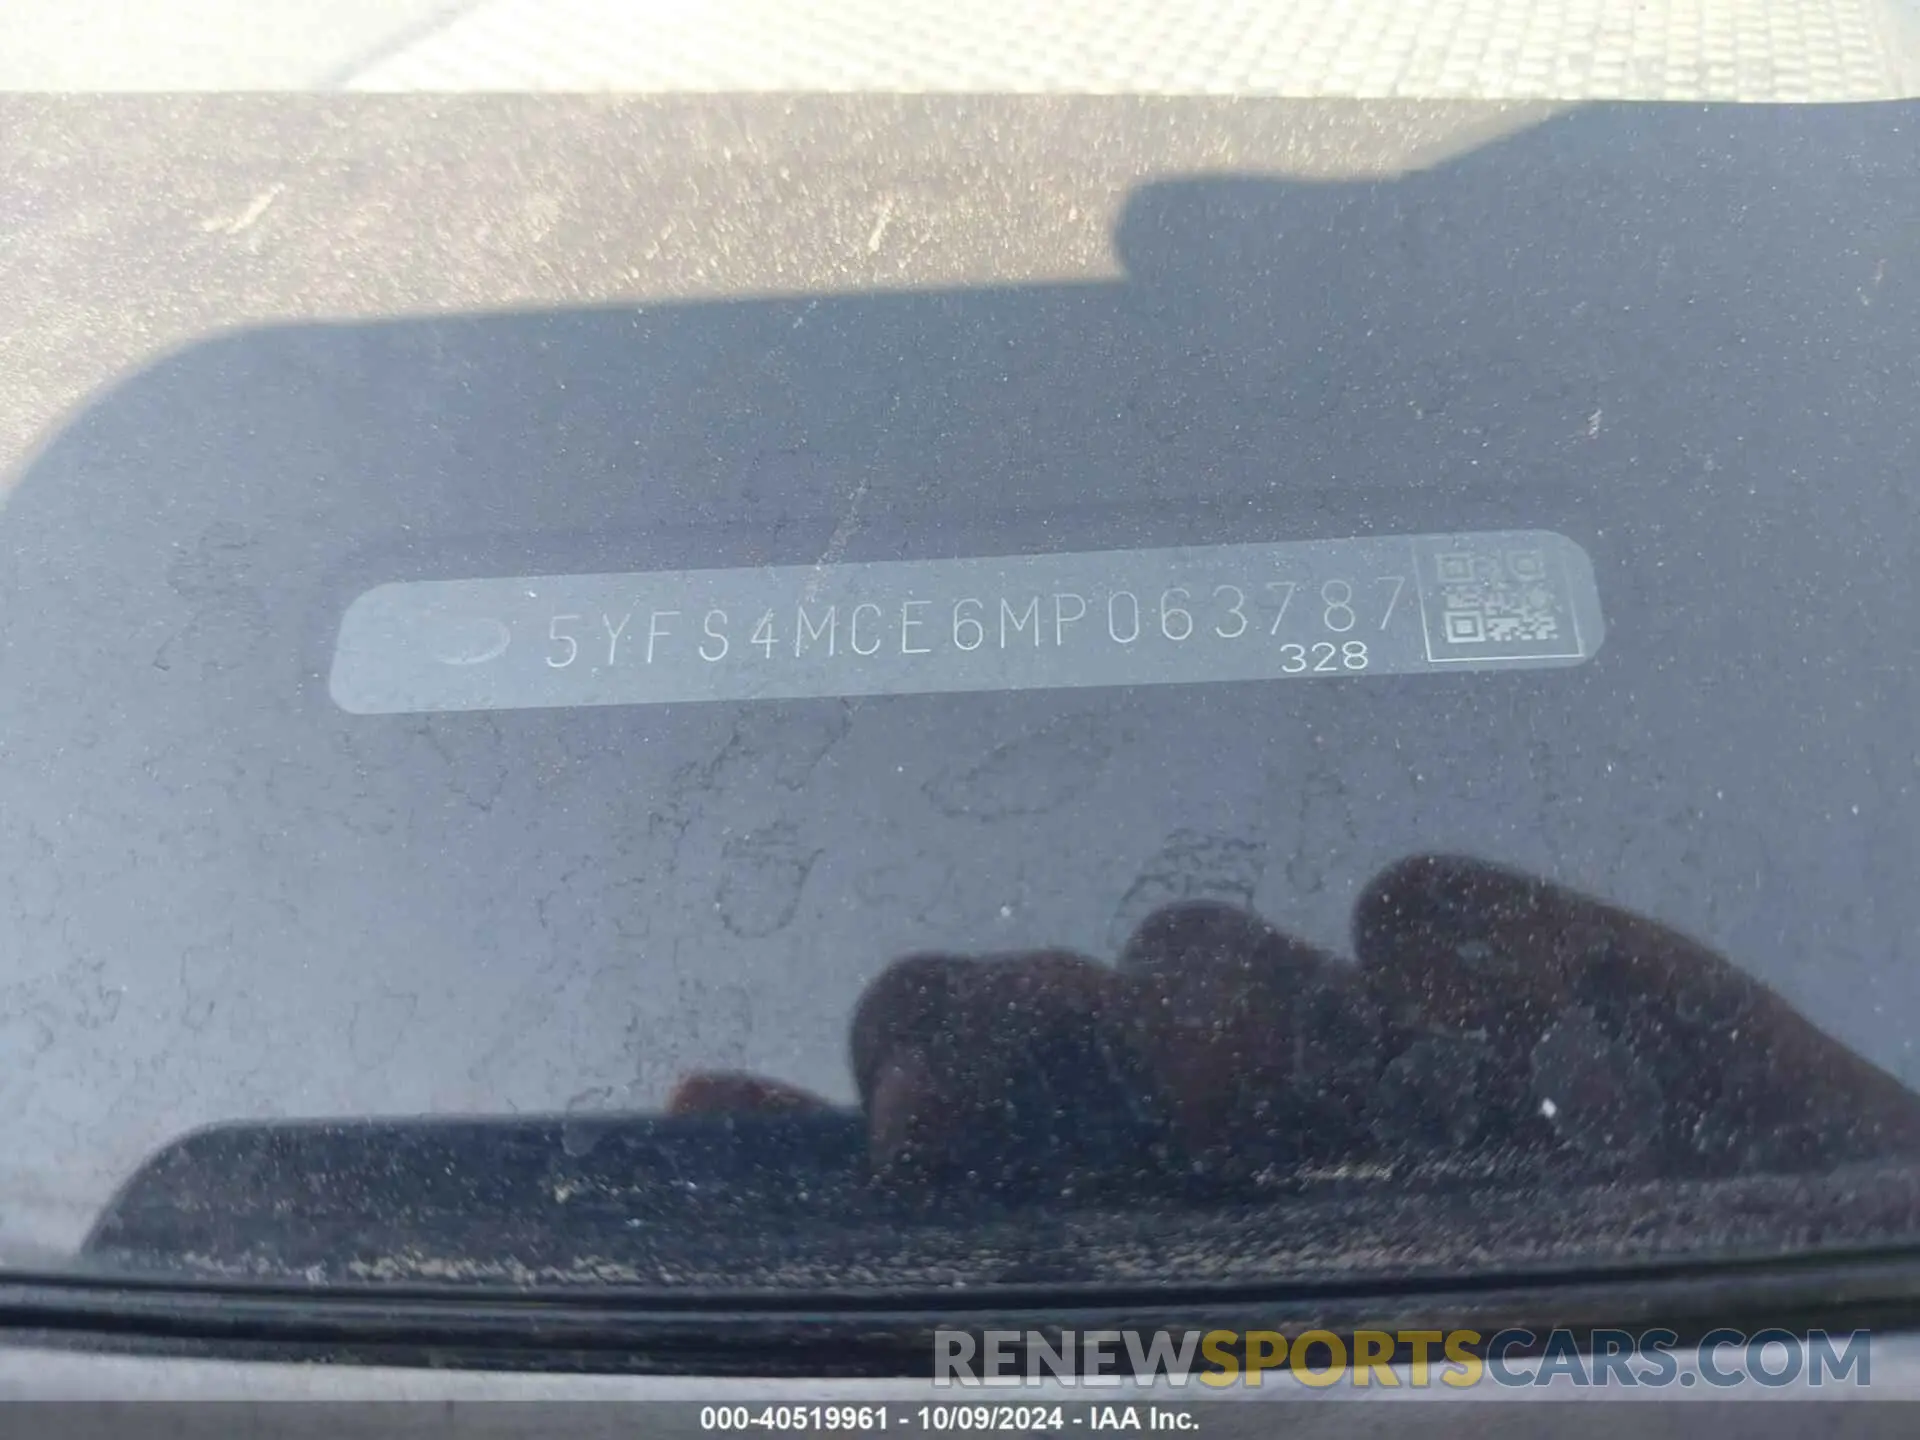 5YFS4MCE6MP063787
328
RENEWSPORTSCARS.COM
000-40519961 - 10/09/2024 - IAA Inc.